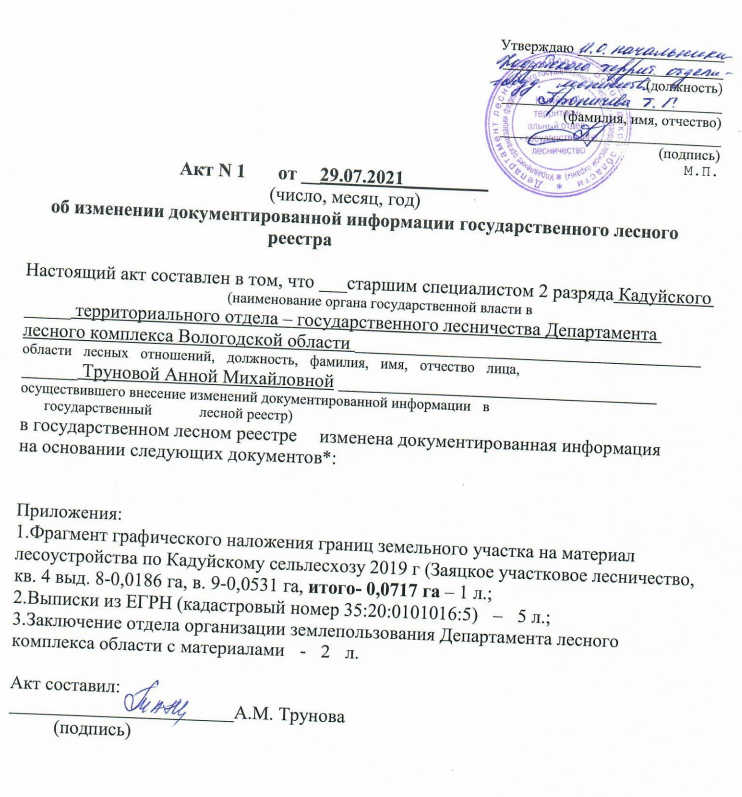 Утверждаю И.О. начальника
Кадуйского террит. отдела-
(должность)
(фамилия, имя, отчество)
(подпись)
М.П.
Акт N 1 от 29.07.2021
(число, месяц, год)
об изменении документированной информации государственного лесного
реестра
Настоящий акт составлен в том, что ___старшим специалистом 2 разряда Кадуйского
(наименование органа государственной власти в
территориального отдела – государственного лесничества Департамента
лесного комплекса Вологодской области
области лесных отношений, должность, фамилия, имя, отчество лица,
Труновой Анной Михайловной
осуществившего внесение изменений документированной информации в
государственный лесной реестр)
в государственном лесном реестре изменена документированная информация
на основании следующих документов*:
Приложения:
1.Фрагмент графического наложения границ земельного участка на материал
лесоустройства по Кадуйскому сельлесхозу 2019 г (Заяцкое участковое лесничество,
кв. 4 выд. 8-0,0186 га, в. 9-0,0531 га, итого- 0,0717 га – 1 л.;
2.Выписки из ЕГРН (кадастровый номер 35:20:0101016:5) – 5 л.;
3.Заключение отдела организации землепользования Департамента лесного
комплекса области с материалами - 2 л.
Акт составил:
А.М. Трунова
(подпись)